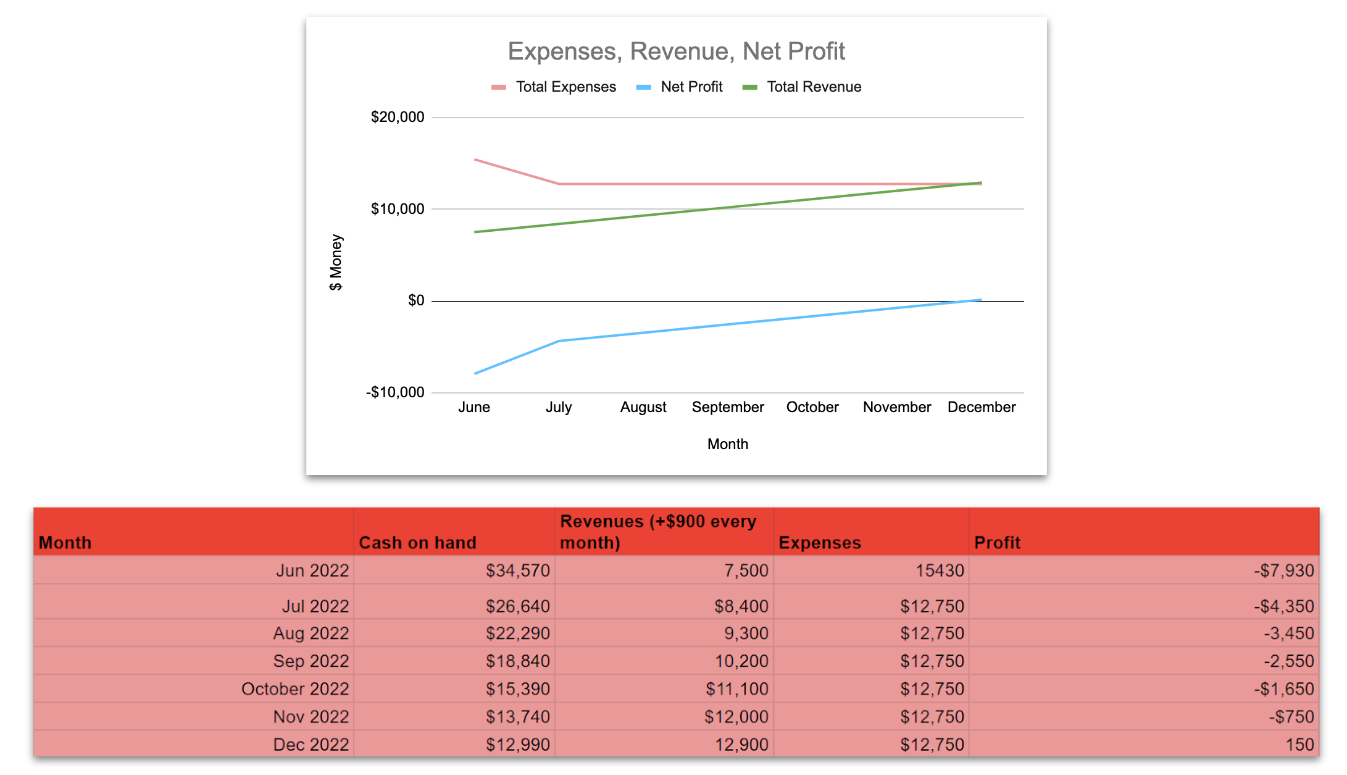 Expenses, Revenue, Net Profit
Total Expenses Net Profit Total Revenue
$20,000
$10,000
$0
-$10,000
$ Money
June July August September October November December
Month
Month Cash on hand Revenues (+$900 every month) Expenses Profit
Jun 2022 $34,570 7,500 15430 -$7,930
Jul 2022 $26,640 $8,400 $12,750 -$4,350
Aug 2022 $22,290 9,300 $12,750 -3,450
Sep 2022 $18,840 10,200 $12,750 -2,550
October 2022 $15,390 $11,100 $12,750 -$1,650
Nov 2022 $13,740 $12,000 $12,750 -$750
Dec 2022 $12,990 12,900 $12,750 150